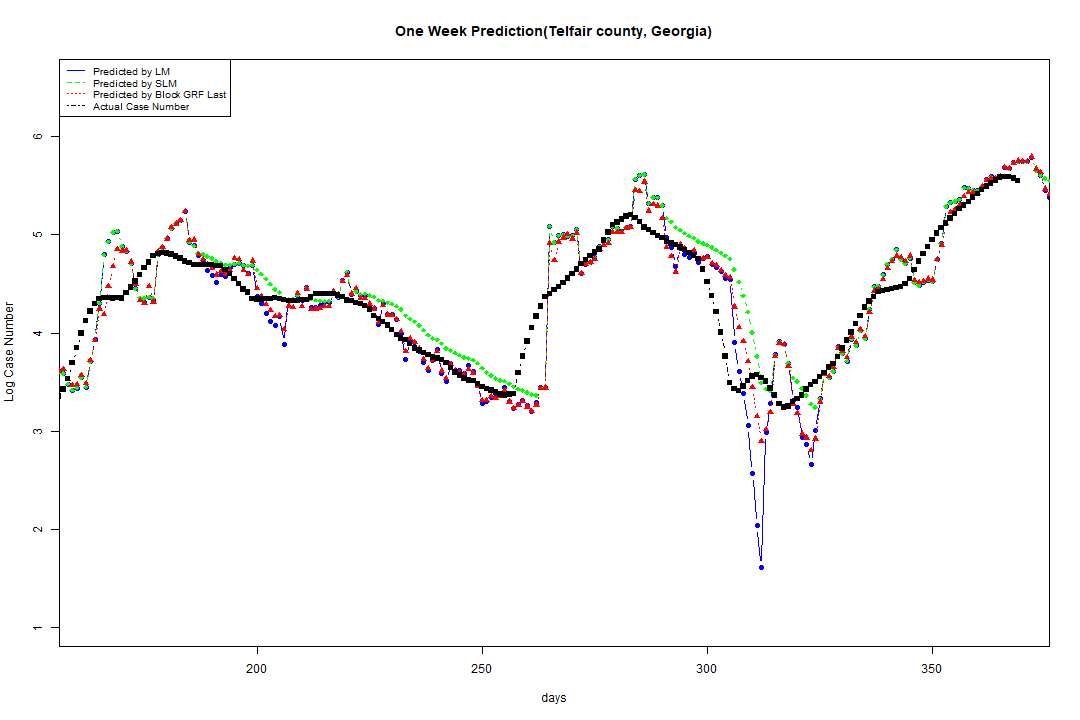 One Week Prediction(Telfair county, Georgia)
Predicted by LM
Predicted by SLM
Predicted by Block GRF Last
Actual Case Number
Log Case Number
6
5
4
3
2
1
200
250
300
350
days